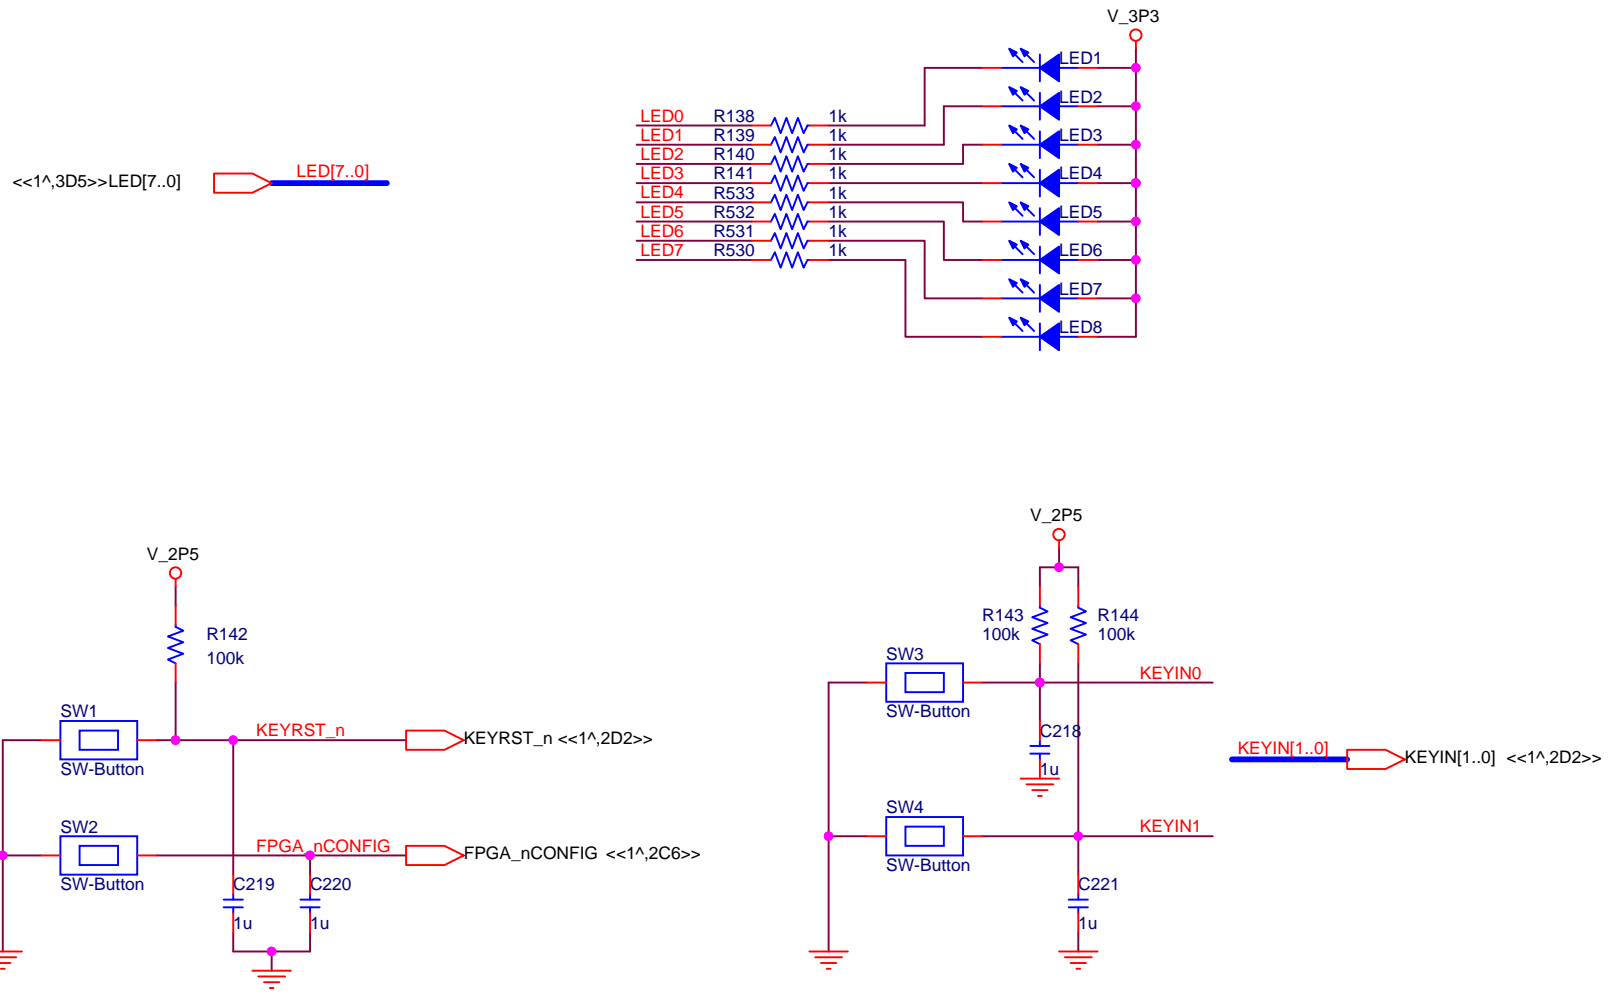 V_3P3
LED1
LED2
LED3
LED4
LED5
LED6
LED7
LED8
LED0 R138 1k
LED1 R139 1k
LED2 R140 1k
LED3 R141 1k
LED4 R533 1k
LED5 R532 1k
LED6 R531 1k
LED7 R530 1k
<<1^,3D5>>LED[7..0]
LED[7..0]
V_2P5
R142
100k
SW1
SW-Button
KEYRST_n
KEYRST_n <<1^,2D2>>
SW2
SW-Button
FPGA_nCONFIG
FPGA_nCONFIG <<1^,2C6>>
C219
1u
C220
1u
V_2P5
R143
100k
R144
100k
SW3
SW-Button
KEYIN0
C218
1u
KEYIN[1..0]
KEYIN[1..0] <<1^,2D2>>
SW4
SW-Button
KEYIN1
C221
1u